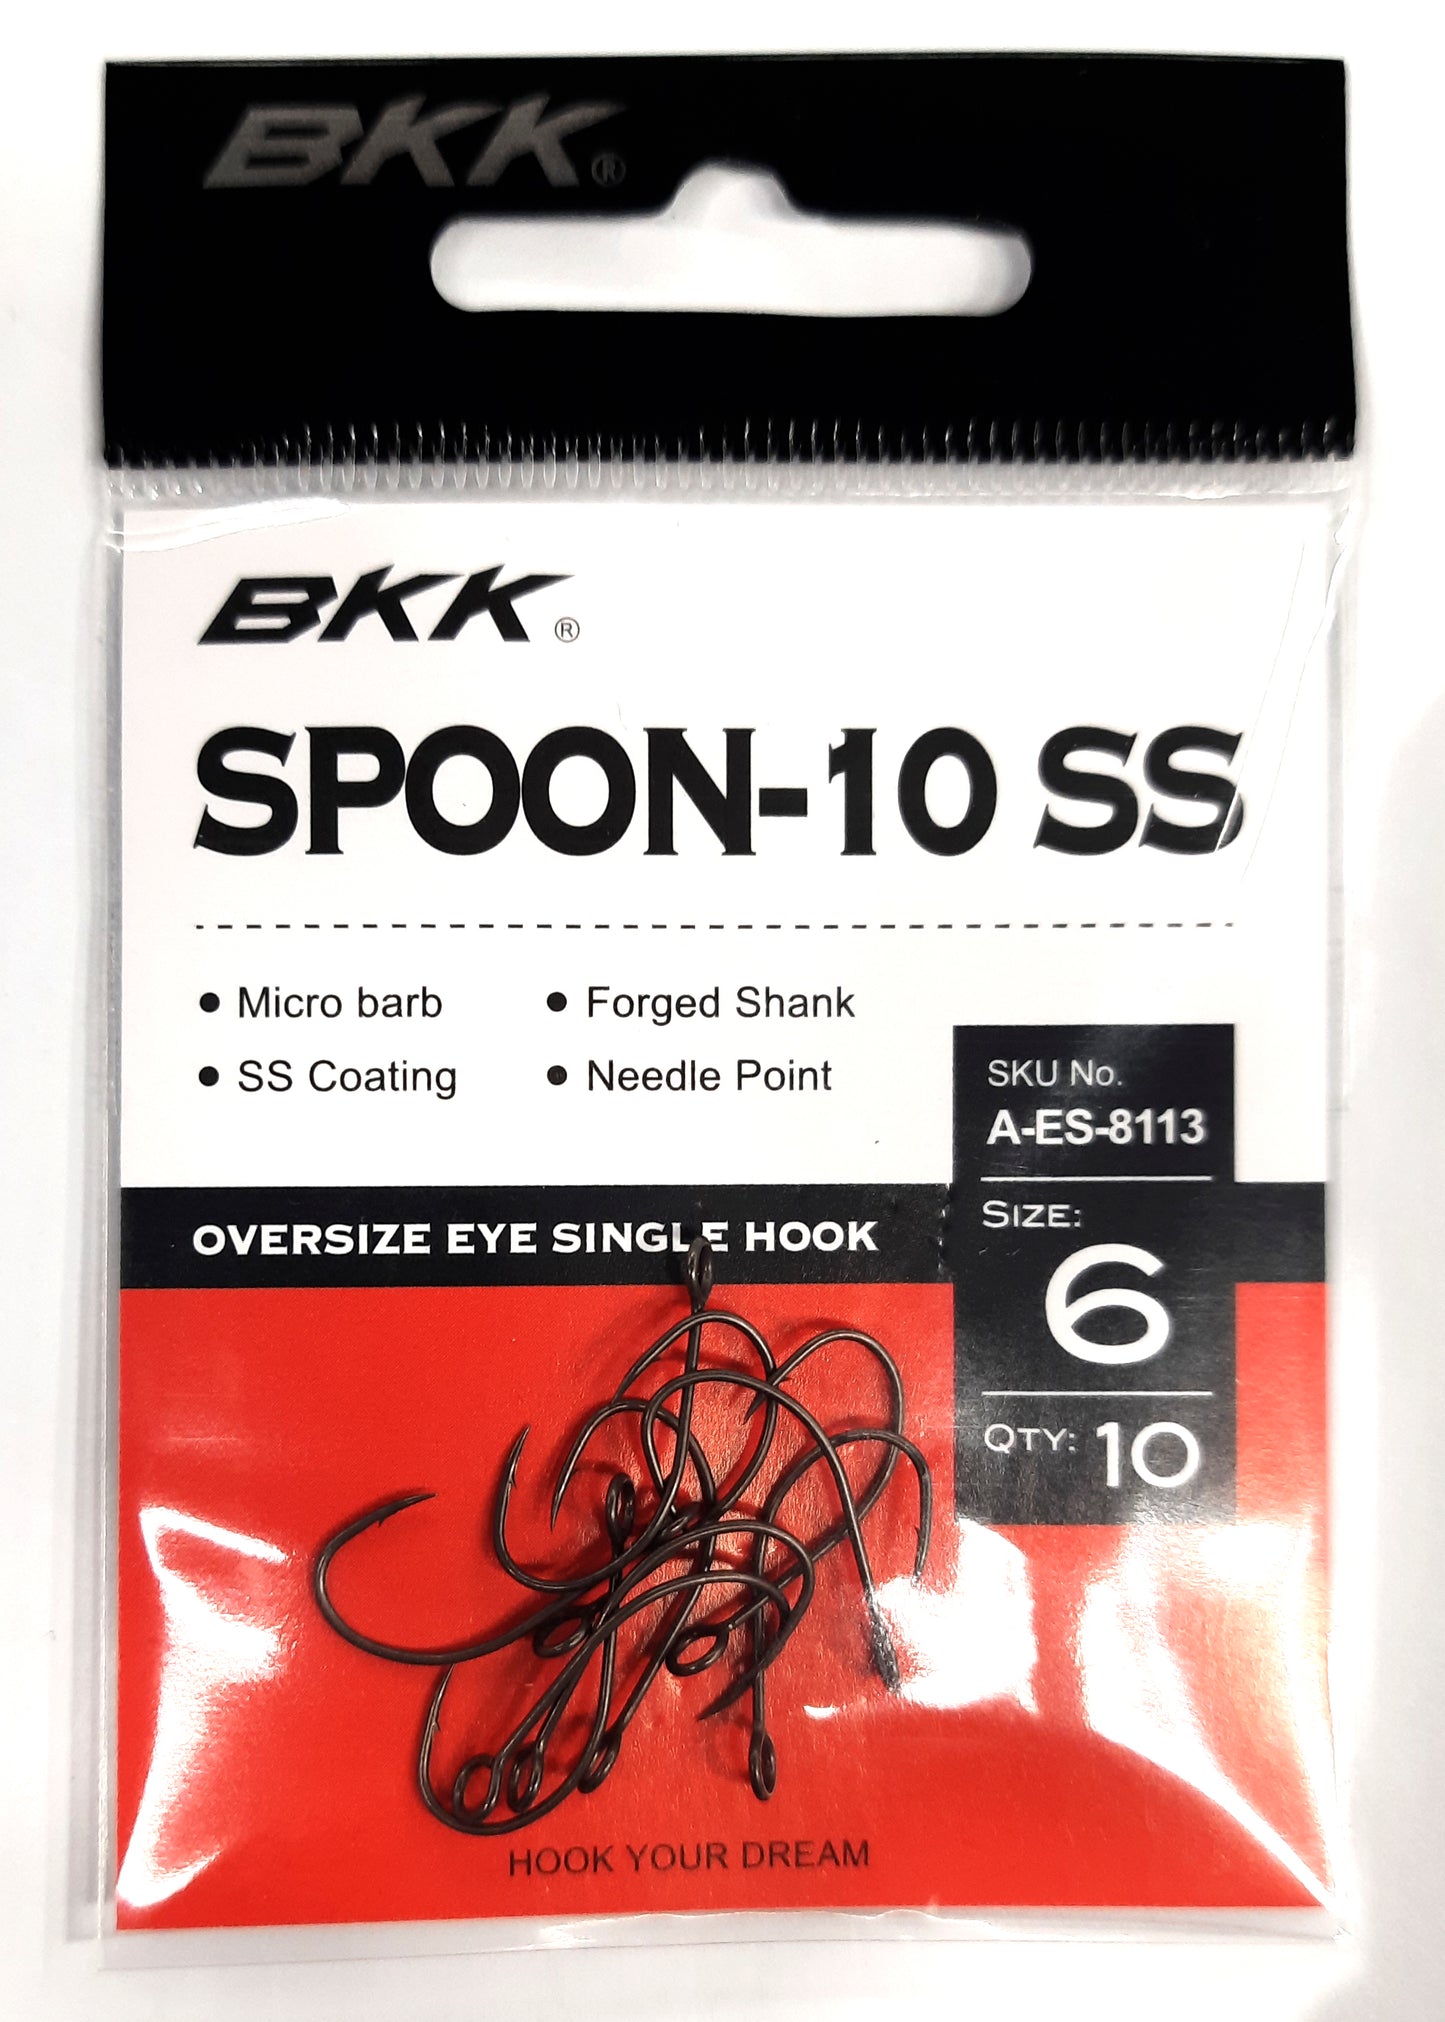 BKK®
BKK®
SPOON-10 SS
• Micro barb • Forged Shank
• SS Coating • Needle Point
SKU No.
A-ES-8113
OVERSIZE EYE SINGLE HOOK
SIZE:
6
QTY: 10
HOOK YOUR DREAM